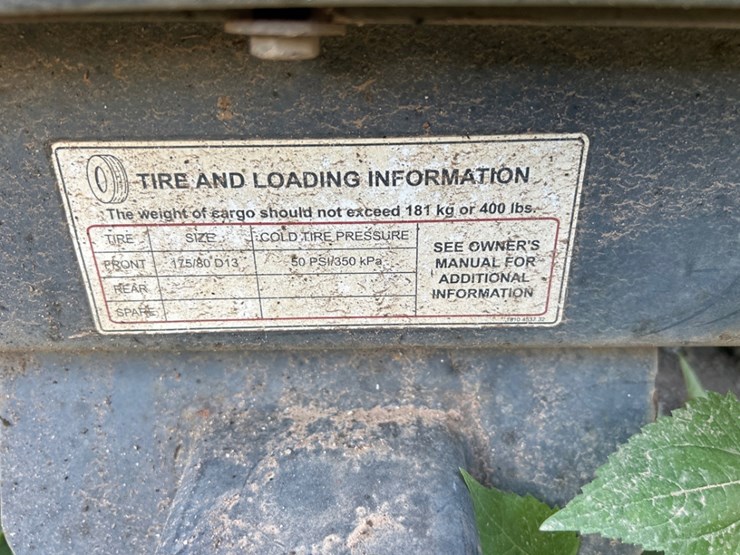 TIRE AND LOADING INFORMATION
The weight of cargo should not exceed 181 kg or 400 lbs.
TIRE SIZE COLD TIRE PRESSURE
FRONT 175/80 D13 50 PSI/350 kPa
REAR
SPARE
SEE OWNER'S
MANUAL FOR
ADDITIONAL
INFORMATION